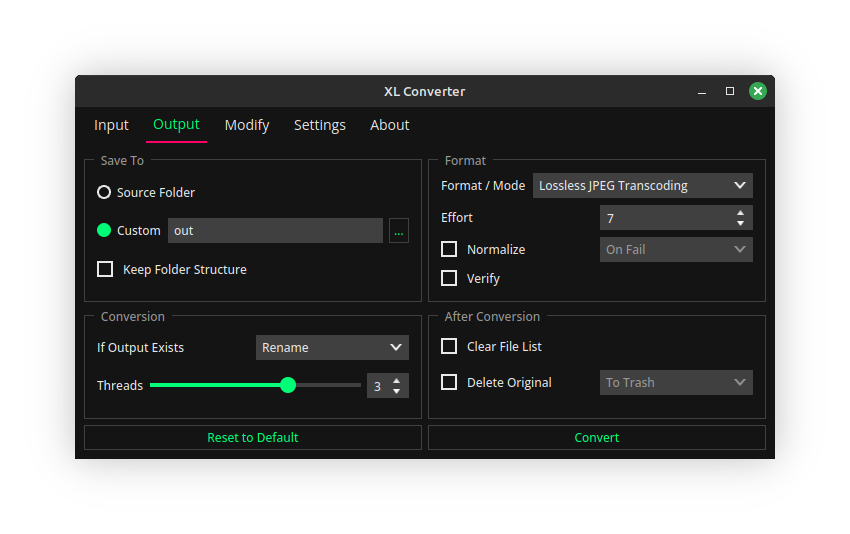 XL Converter
Input Output Modify Settings About
Save To
Source Folder
Custom out ...
Keep Folder Structure
Format
Format / Mode Lossless JPEG Transcoding
Effort 7
Normalize On Fail
Verify
Conversion
If Output Exists Rename
Threads 3
After Conversion
Clear File List
Delete Original To Trash
Reset to Default
Convert